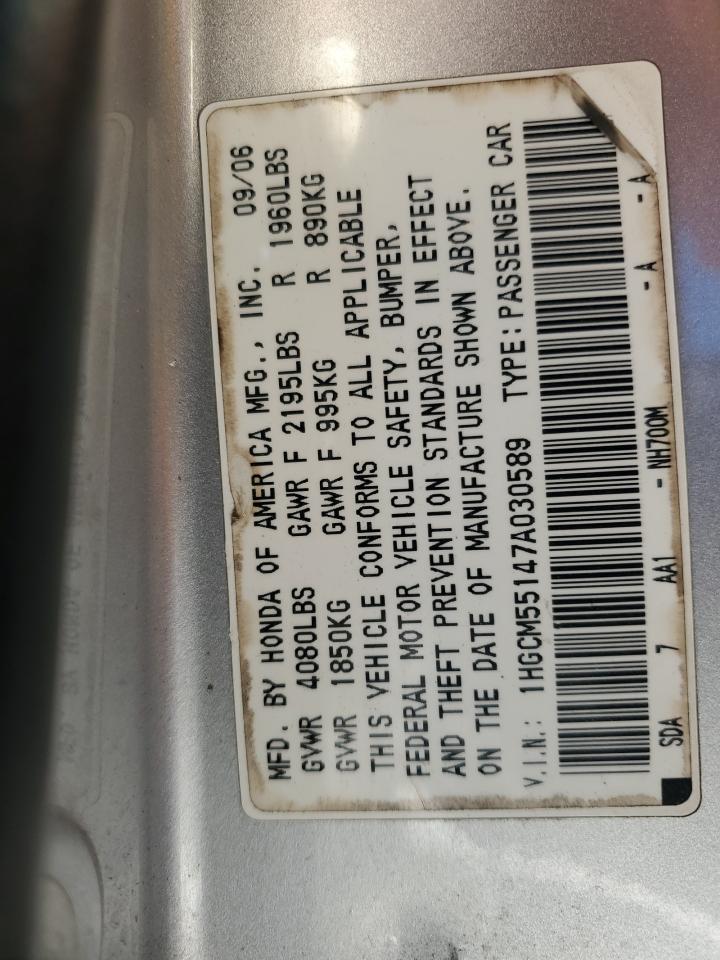 MFD. BY HONDA OF AMERICA MFG., INC. 09/06
GVWR 4080LBS GAWR F 2195LBS R 1960LBS
GVWR 1850KG GAWR F 995KG R 890KG
THIS VEHICLE CONFORMS TO ALL APPLICABLE
FEDERAL MOTOR VEHICLE SAFETY, BUMPER,
AND THEFT PREVENTION STANDARDS IN EFFECT
ON THE DATE OF MANUFACTURE SHOWN ABOVE.
V.I.N.: 1HGCM55147A030589 TYPE: PASSENGER CAR
SDA 7 AA1 - NH700M - A - A